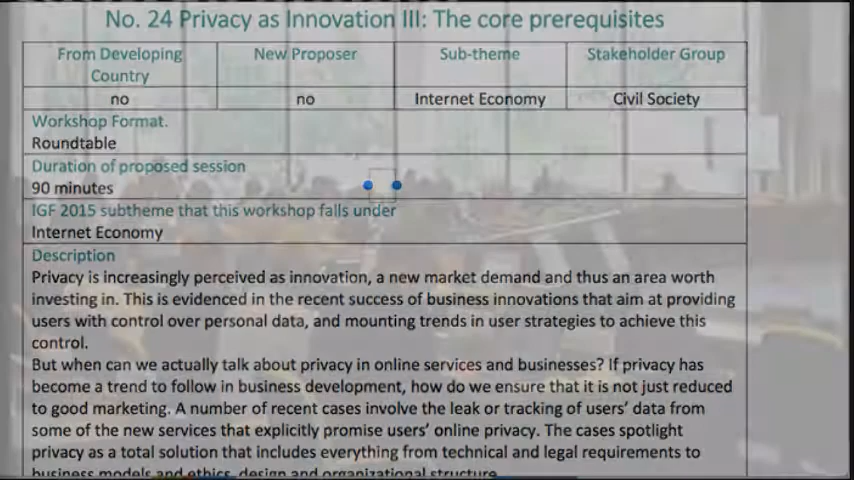 No. 24 Privacy as Innovation III: The core prerequisites
From Developing Country New Proposer Sub-theme Stakeholder Group
no no Internet Economy Civil Society
Workshop Format.
Roundtable
Duration of proposed session
90 minutes
IGF 2015 subtheme that this workshop falls under
Internet Economy
Description
Privacy is increasingly perceived as innovation, a new market demand and thus an area worth
investing in. This is evidenced in the recent success of business innovations that aim at providing
users with control over personal data, and mounting trends in user strategies to achieve this
control.
But when can we actually talk about privacy in online services and businesses? If privacy has
become a trend to follow in business development, how do we ensure that it is not just reduced
to good marketing. A number of recent cases involve the leak or tracking of users' data from
some of the new services that explicitly promise users' online privacy. The cases spotlight
privacy as a total solution that includes everything from technical and legal requirements to
business models and ethics, design and organizational structure.